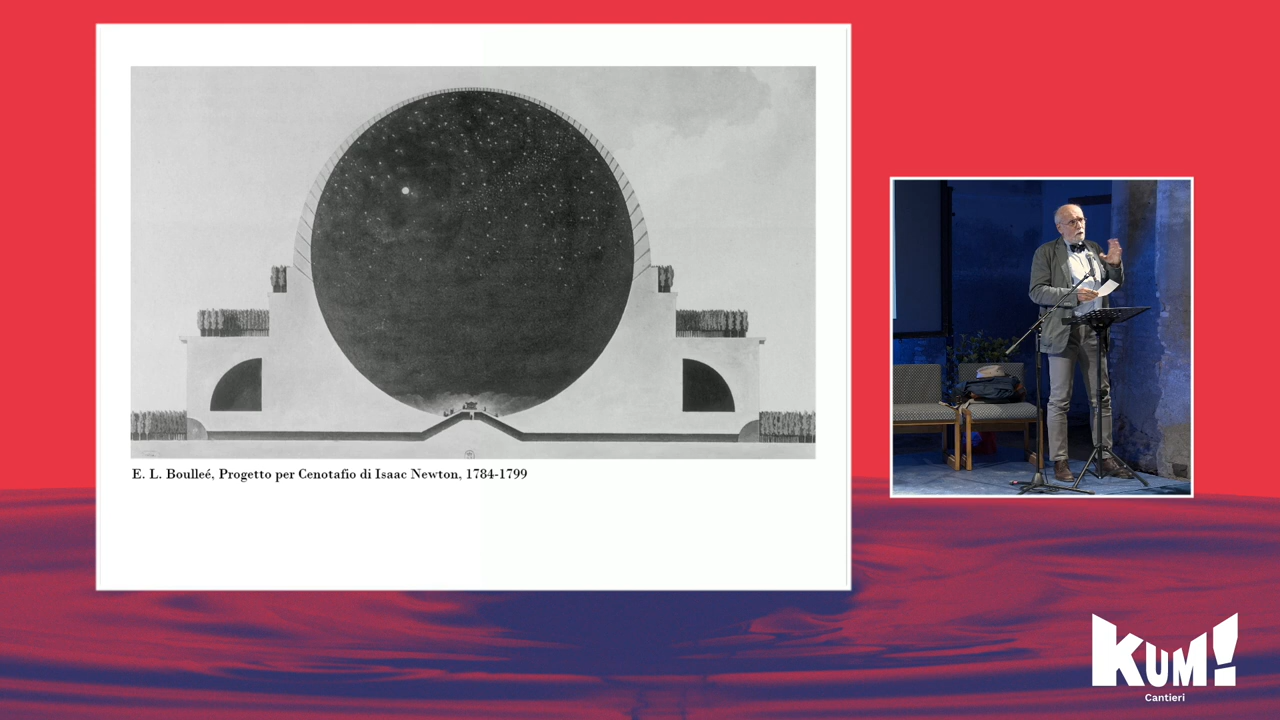 E. L. Boulleé, Progetto per Cenotafio di Isaac Newton, 1784-1799
KUM!
Cantieri